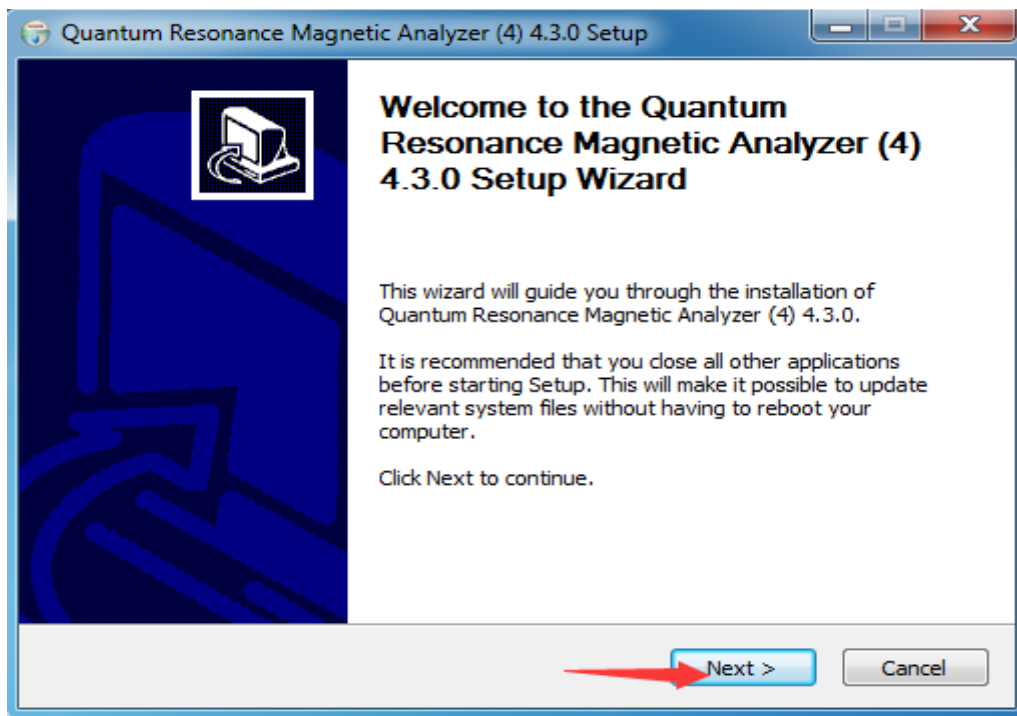 Quantum Resonance Magnetic Analyzer (4) 4.3.0 Setup
Welcome to the Quantum
Resonance Magnetic Analyzer (4)
4.3.0 Setup Wizard
This wizard will guide you through the installation of
Quantum Resonance Magnetic Analyzer (4) 4.3.0.
It is recommended that you close all other applications
before starting Setup. This will make it possible to update
relevant system files without having to reboot your
computer.
Click Next to continue.
Next >
Cancel